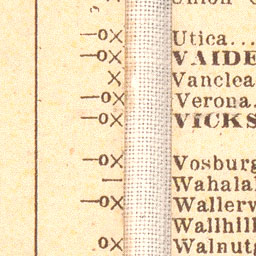 —o× Utica...
—o× VAIDE
× Vanclea
—o× Verona.
—o× VICKS
—o× Vosburg
— Wahala
—o× Wallerv
Wallhill
o× Walnut